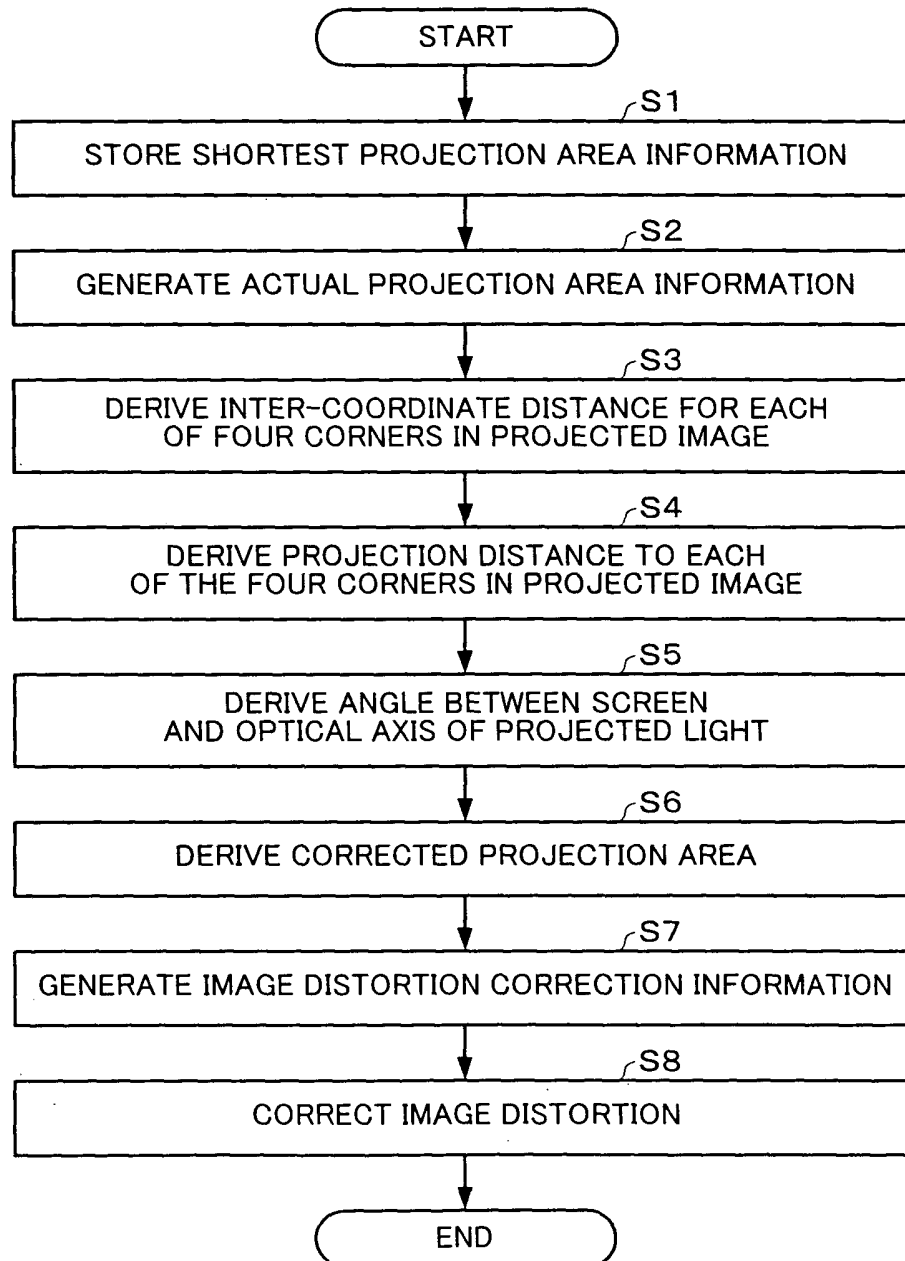 START
S1
STORE SHORTEST PROJECTION AREA INFORMATION
S2
GENERATE ACTUAL PROJECTION AREA INFORMATION
S3
DERIVE INTER-COORDINATE DISTANCE FOR EACH
OF FOUR CORNERS IN PROJECTED IMAGE
S4
DERIVE PROJECTION DISTANCE TO EACH
OF THE FOUR CORNERS IN PROJECTED IMAGE
S5
DERIVE ANGLE BETWEEN SCREEN
AND OPTICAL AXIS OF PROJECTED LIGHT
S6
DERIVE CORRECTED PROJECTION AREA
S7
GENERATE IMAGE DISTORTION CORRECTION INFORMATION
S8
CORRECT IMAGE DISTORTION
END